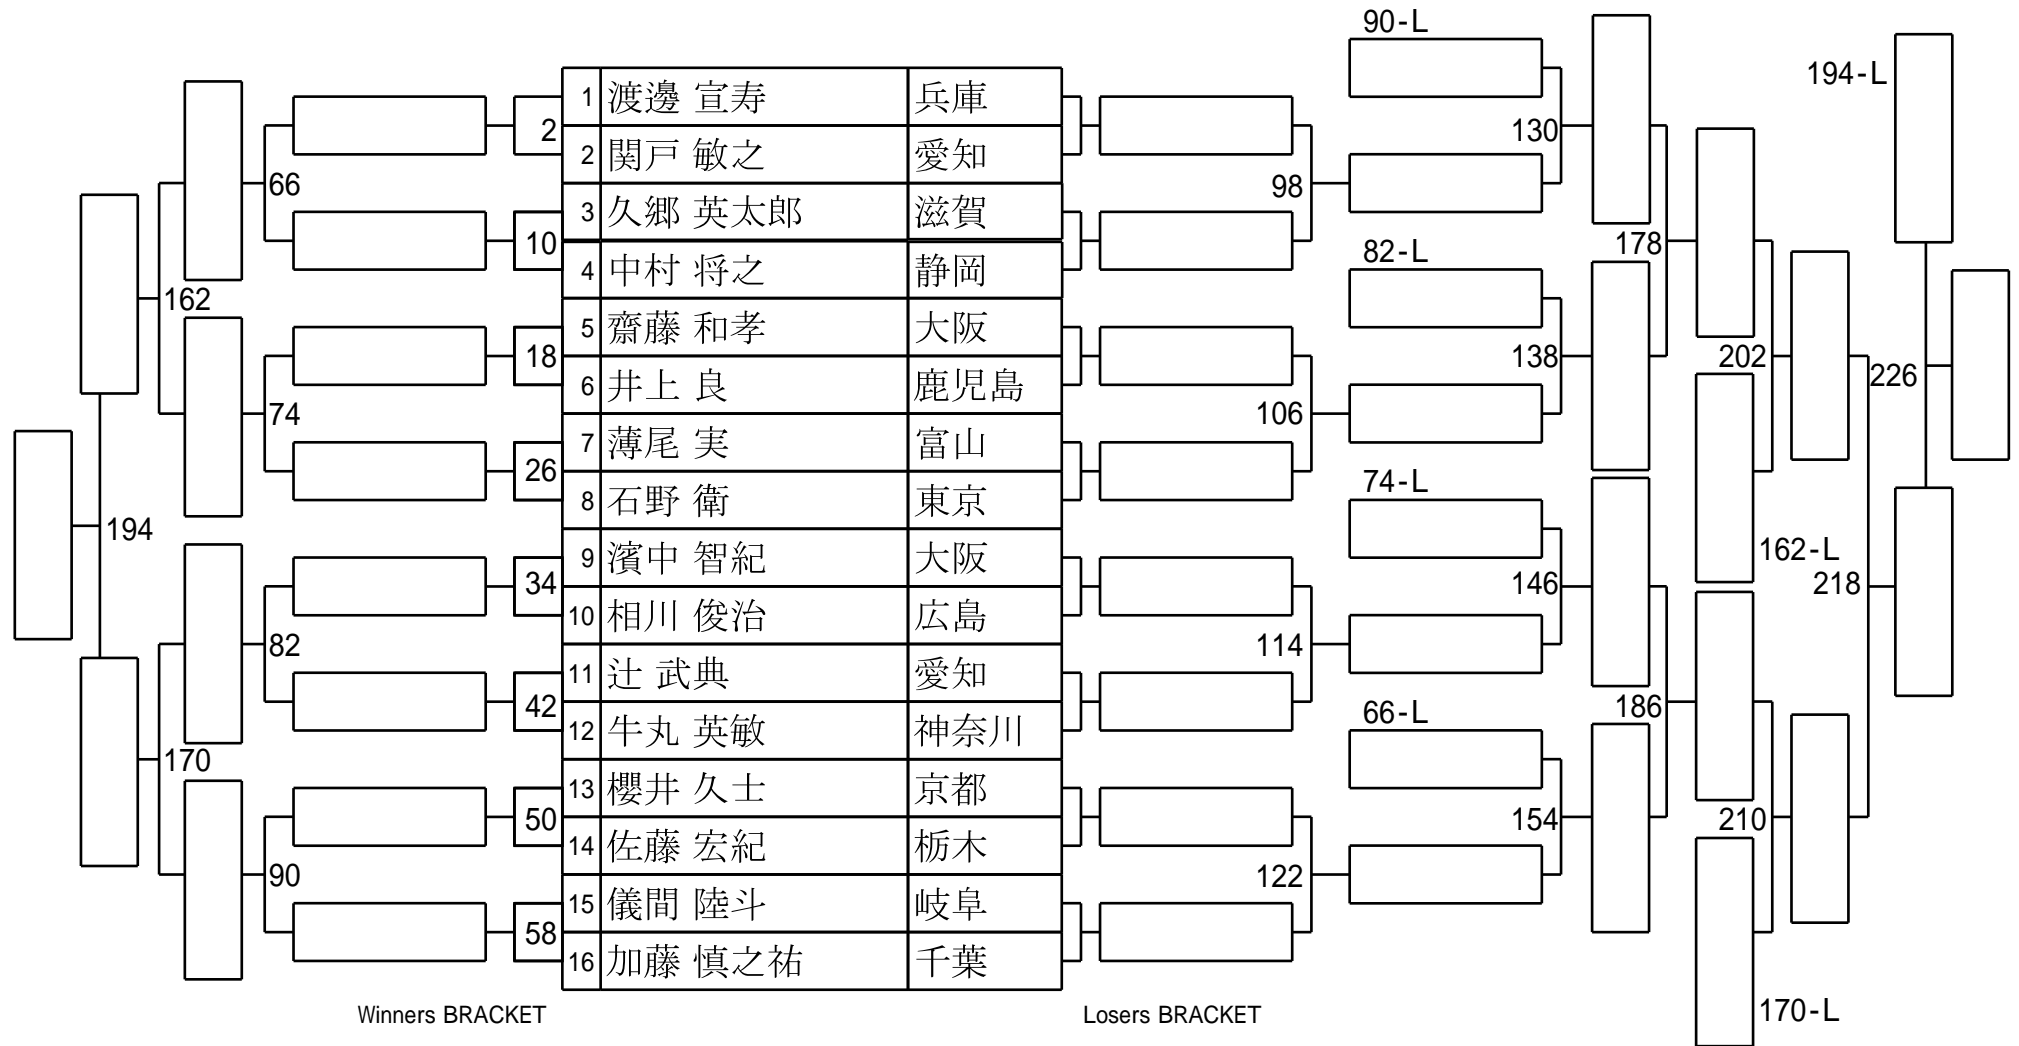 90-L
194-L
1 渡邊 宣寿 兵庫
2
130
2 関戸 敏之 愛知
66
98
3 久郷 英太郎 滋賀
10
178
82-L
4 中村 将之 静岡
162
5 齋藤 和孝 大阪
18
138
202
226
6 井上 良 鹿児島
74
106
7 薄尾 実 富山
26
74-L
8 石野 衛 東京
194
162-L
9 濱中 智紀 大阪
34
146
218
10 相川 俊治 広島
82
114
11 辻 武典 愛知
42
66-L
186
12 牛丸 英敏 神奈川
170
13 櫻井 久士 京都
50
154
210
14 佐藤 宏紀 栃木
90
122
15 儀間 陸斗 岐阜
58
16 加藤 慎之祐 千葉
170-L
Winners BRACKET
Losers BRACKET